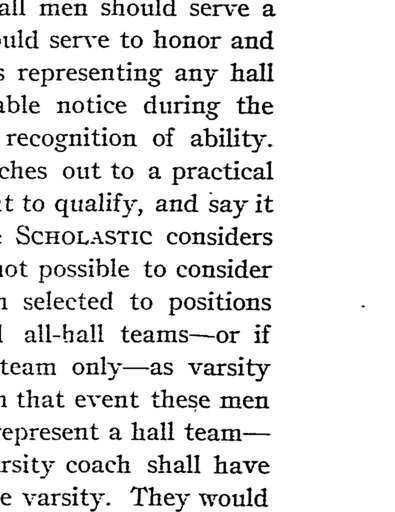 all men should serve a
uld serve to honor and
s representing any hall
able notice during the
recognition of ability.
ches out to a practical
t to qualify, and say it
SCHOLASTIC considers
not possible to consider
selected to positions
all-hall teams—or if
team only—as varsity
that event these men
represent a hall team—
rsity coach shall have
e varsity. They would